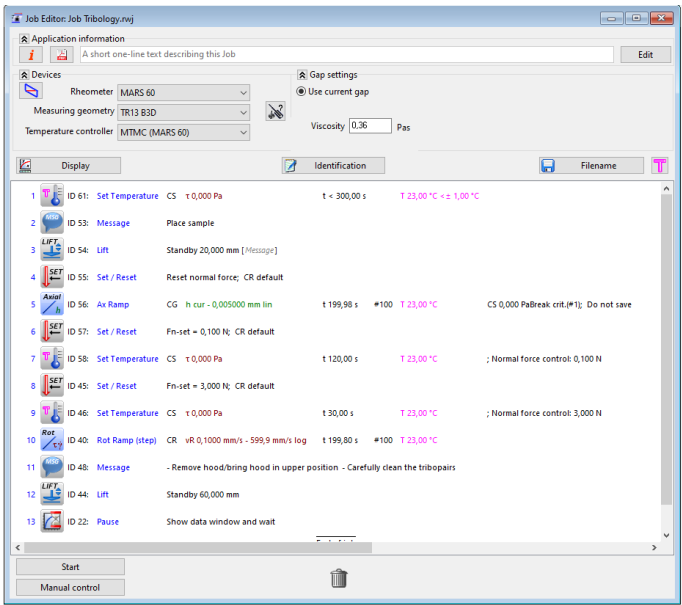 Job Editor: Job Tribology.rwj
Application information
i A short one-line text describing this Job Edit
Devices
Gap settings
Rheometer MARS 60
Use current gap
Measuring geometry TR13 B3D
Viscosity 0,36 Pas
Temperature controller MTMC (MARS 60)
Display Identification Filename T
1 T ID 61: Set Temperature CS τ 0,000 Pa t < 300,00 s T 23,00 °C <± 1,00 °C
2 MSG ID 53: Message Place sample
3 LIFT ID 54: Lift Standby 20,000 mm [Message]
4 SET ID 55: Set / Reset Reset normal force; CR default
5 Axial h ID 56: Ax Ramp CG h cur - 0,005000 mm lin t 199,98 s #100 T 23,00 °C CS 0,000 PaBreak crit.(#1); Do not save
6 SET ID 57: Set / Reset Fn-set = 0,100 N; CR default
7 T ID 58: Set Temperature CS τ 0,000 Pa t 120,00 s T 23,00 °C ; Normal force control: 0,100 N
8 SET ID 45: Set / Reset Fn-set = 3,000 N; CR default
9 T ID 46: Set Temperature CS τ 0,000 Pa t 30,00 s T 23,00 °C ; Normal force control: 3,000 N
10 Rot ID 40: Rot Ramp (step) CR vR 0,1000 mm/s - 599,9 mm/s log t 199,80 s #100 T 23,00 °C
11 MSG ID 48: Message - Remove hood/bring hood in upper position - Carefully clean the tribopairs
12 LIFT ID 44: Lift Standby 60,000 mm
13 ID 22: Pause Show data window and wait
Start
Manual control